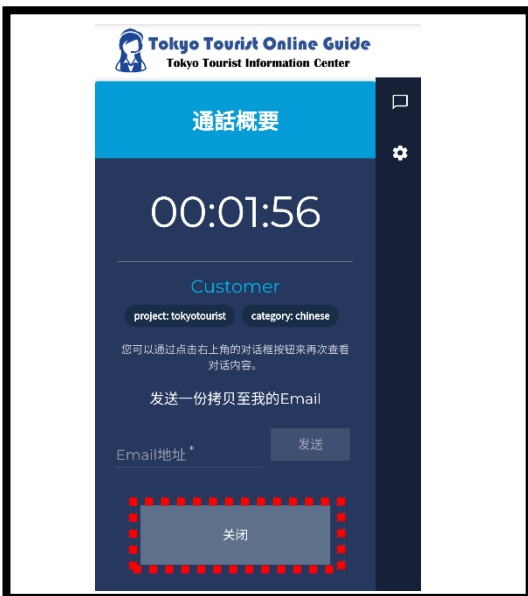 Tokyo Tourist Online Guide
Tokyo Tourist Information Center
通話概要
00:01:56
Customer
project: tokyotourist category: chinese
您可以通过点击右上角的对话框按钮来再次查看
对话内容。
发送一份拷贝至我的Email
Email地址 * 发送
关闭